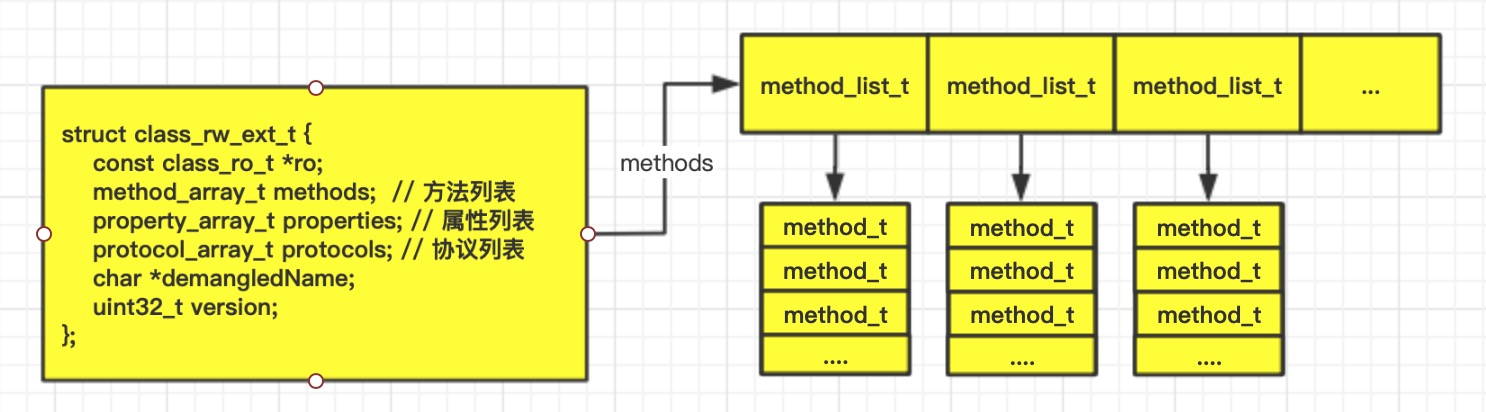 struct class_rw_ext_t {
const class_ro_t *ro;
method_array_t methods;  // 方法列表
property_array_t properties; // 属性列表
protocol_array_t protocols; // 协议列表
char *demangledName;
uint32_t version;
};
methods
method_list_t method_list_t method_list_t ...
method_t method_t method_t
method_t method_t method_t
method_t method_t method_t
.... .... ....